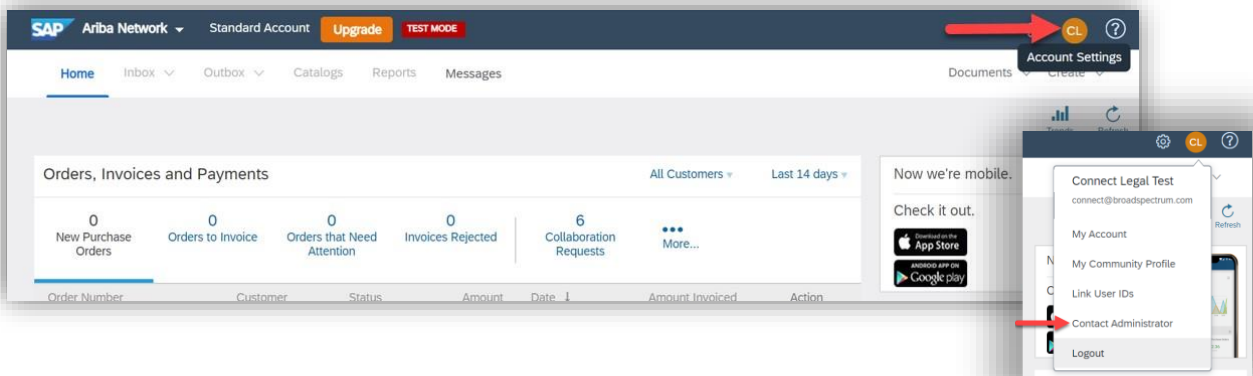 SAP Ariba Network Standard Account Upgrade TEST MODE CL ?
Account Settings
Home Inbox Outbox Catalogs Reports Messages Documents Create
Trends Refresh
Orders, Invoices and Payments All Customers Last 14 days
0 New Purchase Orders
0 Orders to Invoice
0 Orders that Need Attention
0 Invoices Rejected
6 Collaboration Requests
More...
Order Number Customer Status Amount Date ↓ Amount Invoiced Action
Now we're mobile.
Check it out.
Download on the
App Store
ANDROID APP ON
Google play
CL ?
Connect Legal Test
connect@broadspectrum.com
Refresh
My Account
My Community Profile
N
Link User IDs
C
Contact Administrator
Logout